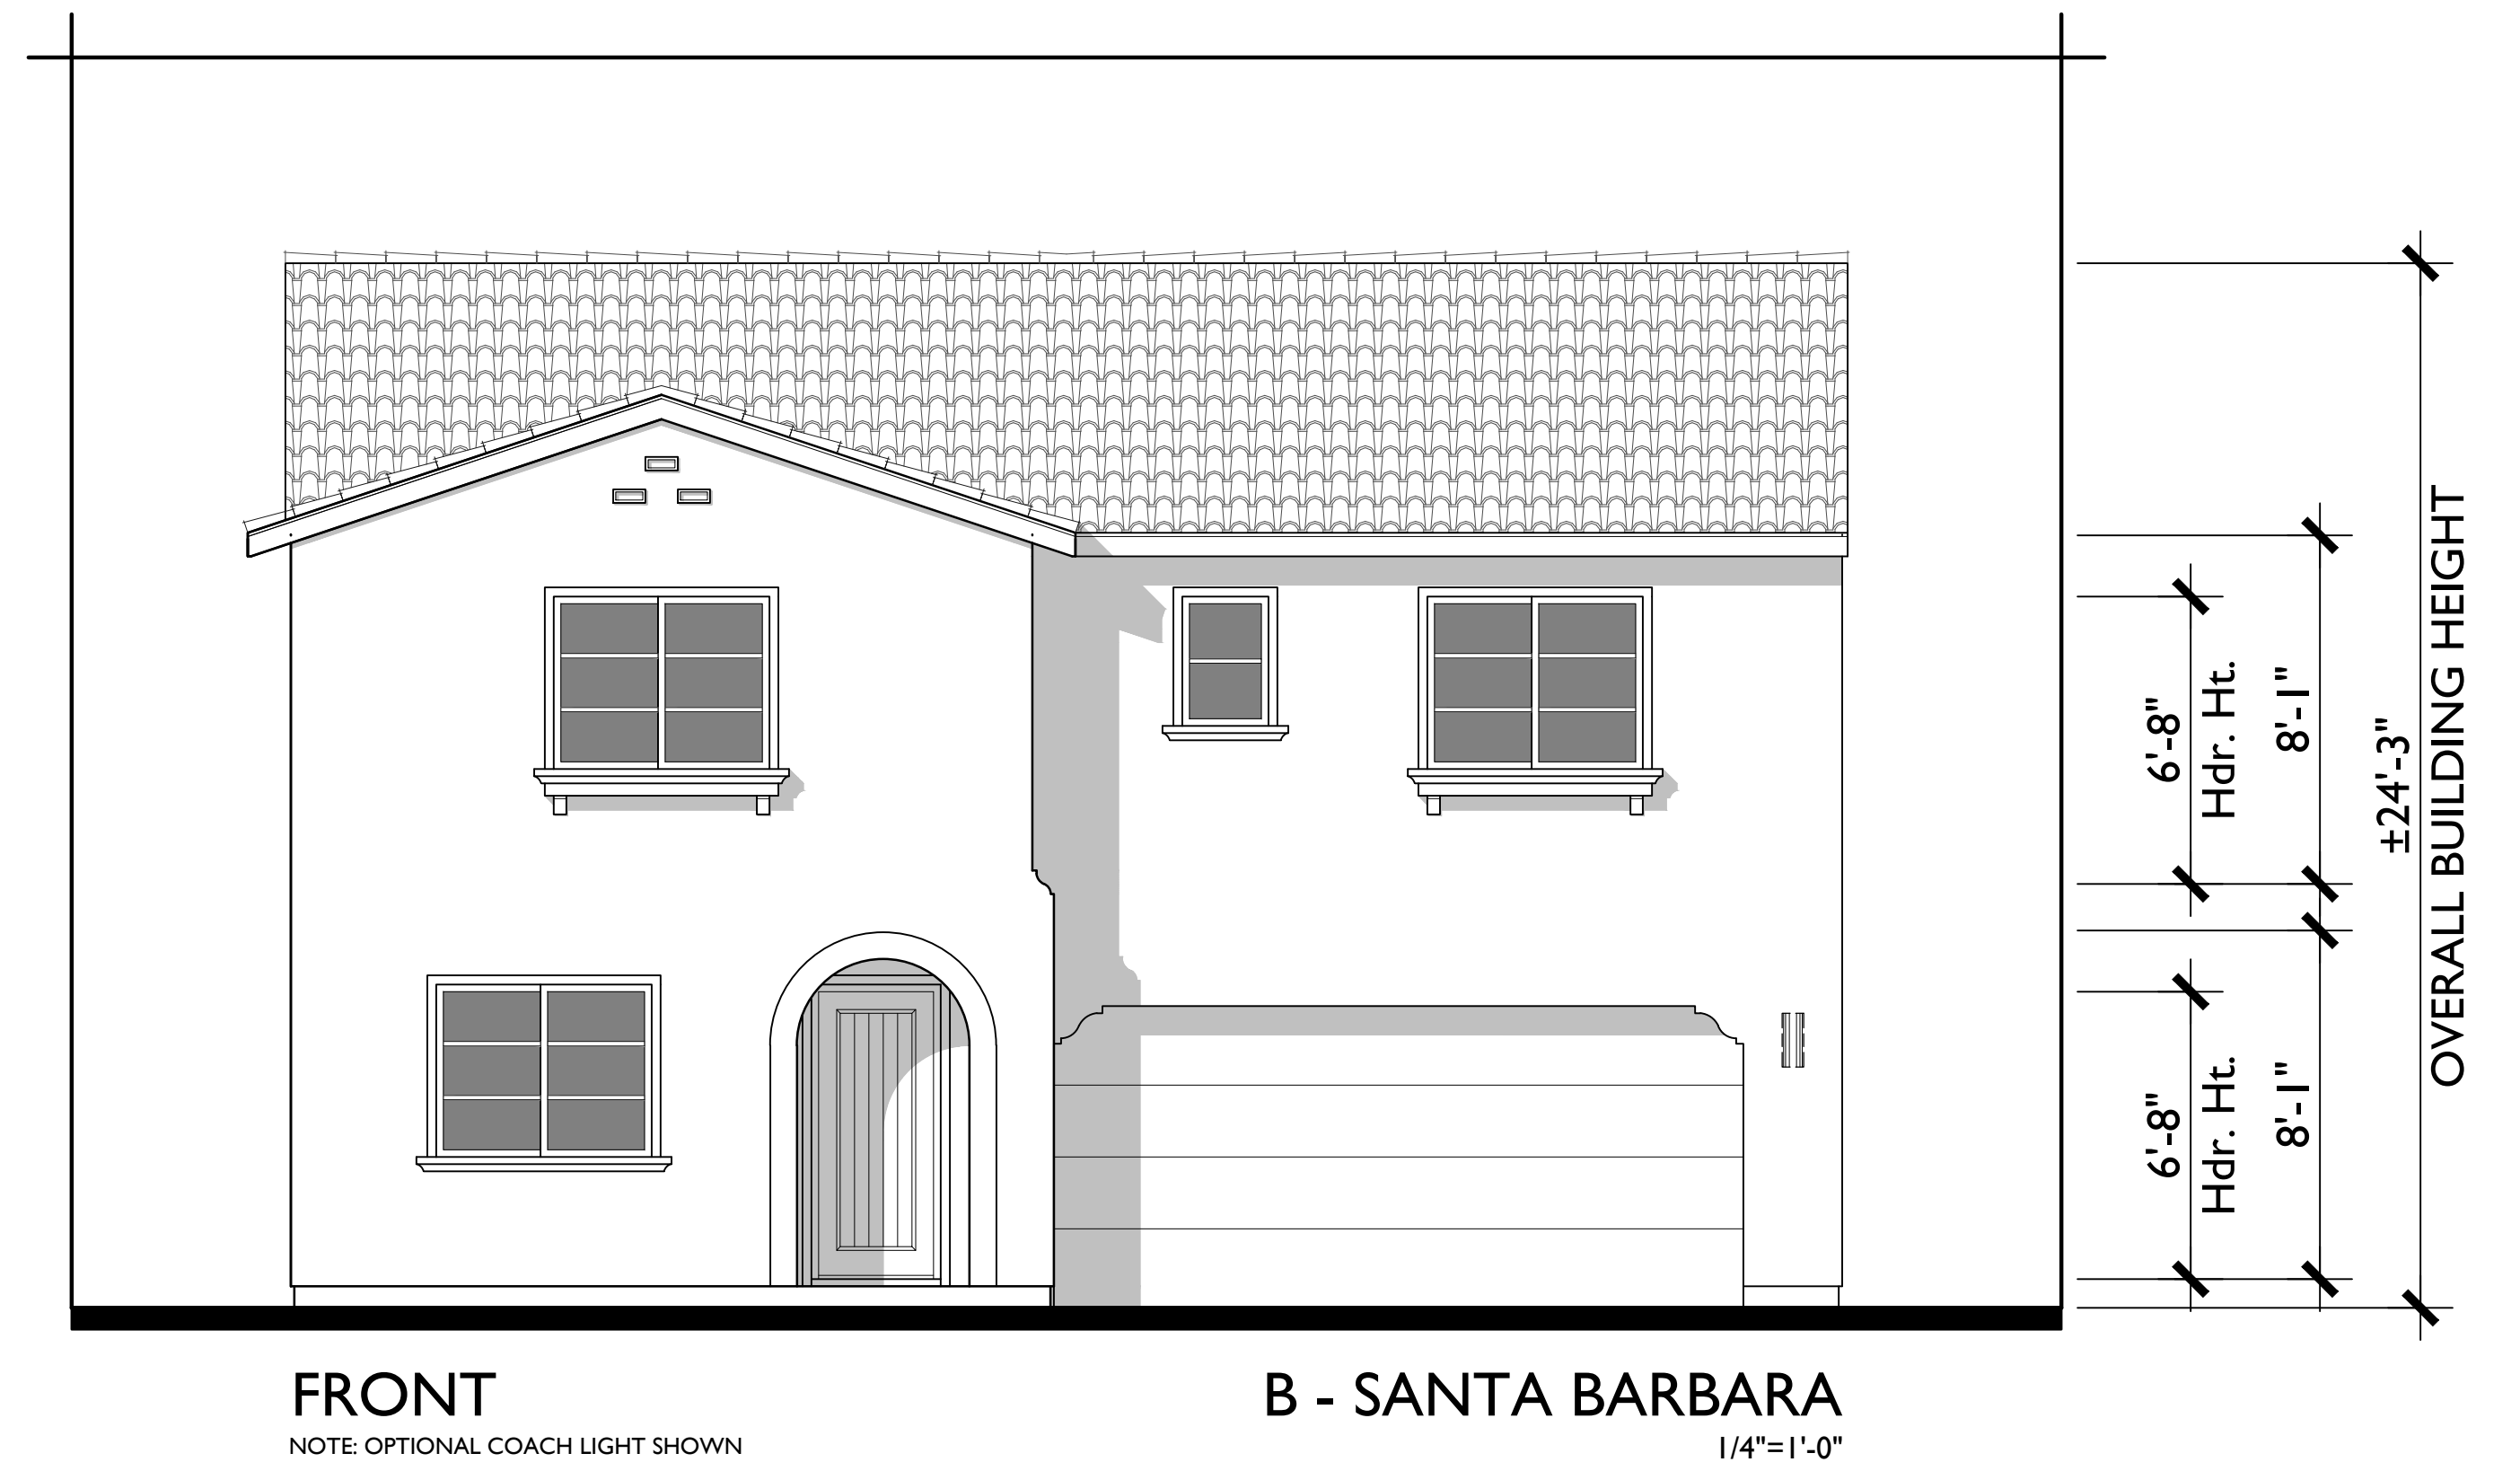 6'-8"
Hdr. Ht.
8'-1"
±24'-3"
OVERALL BUILDING HEIGHT
6'-8"
Hdr. Ht.
8'-1"
FRONT
NOTE: OPTIONAL COACH LIGHT SHOWN
B - SANTA BARBARA
1/4"=1'-0"